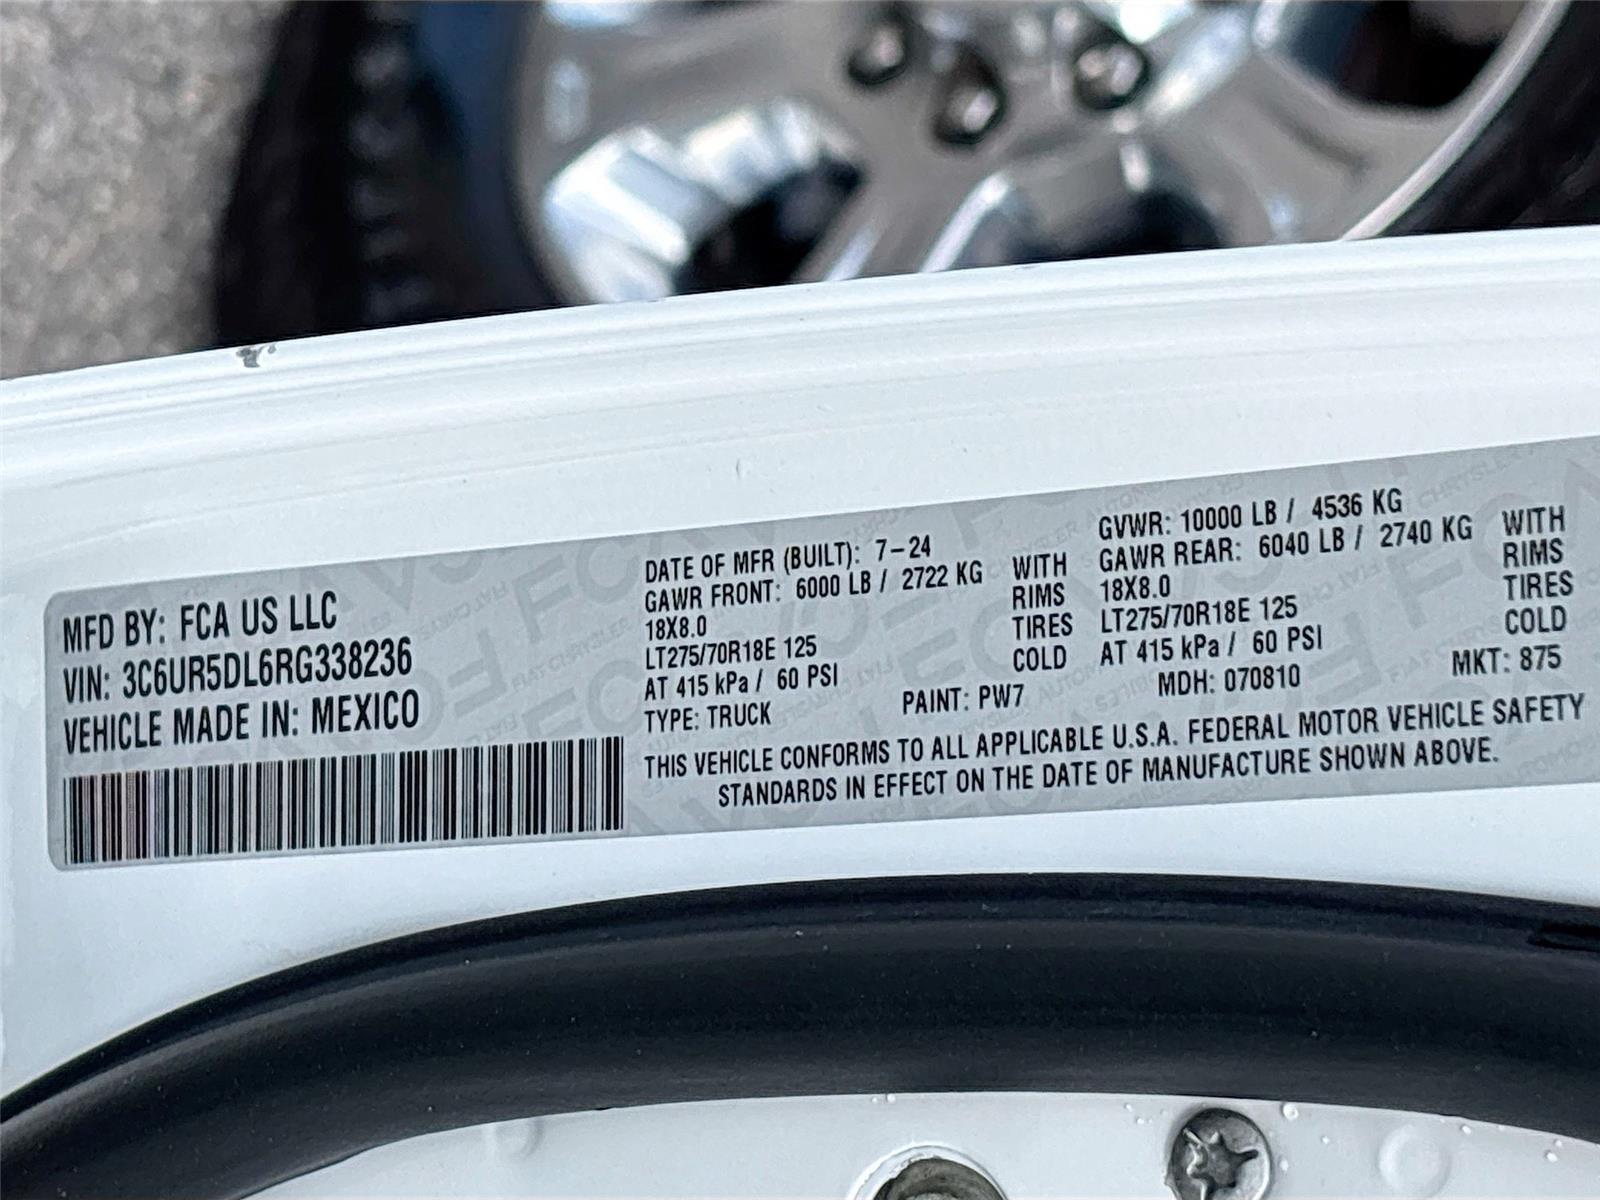 MFD BY: FCA US LLC
VIN: 3C6UR5DL6RG338236
VEHICLE MADE IN: MEXICO
DATE OF MFR (BUILT): 7-24
GAWR FRONT: 6000 LB / 2722 KG WITH
18X8.0 RIMS
LT275/70R18E 125 TIRES
AT 415 kPa / 60 PSI COLD
GVWR: 10000 LB / 4536 KG
GAWR REAR: 6040 LB / 2740 KG WITH
18X8.0 RIMS
LT275/70R18E 125 TIRES
AT 415 kPa / 60 PSI COLD
TYPE: TRUCK PAINT: PW7 MDH: 070810 MKT: 875
THIS VEHICLE CONFORMS TO ALL APPLICABLE U.S.A. FEDERAL MOTOR VEHICLE SAFETY
STANDARDS IN EFFECT ON THE DATE OF MANUFACTURE SHOWN ABOVE.